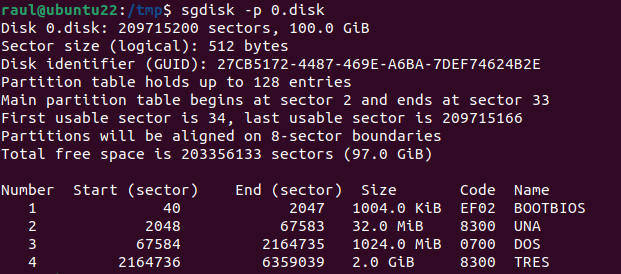 raul@ubuntu22:/tmp$ sgdisk -p 0.disk
Disk 0.disk: 209715200 sectors, 100.0 GiB
Sector size (logical): 512 bytes
Disk identifier (GUID): 27CB5172-4487-469E-A6BA-7DEF74624B2E
Partition table holds up to 128 entries
Main partition table begins at sector 2 and ends at sector 33
First usable sector is 34, last usable sector is 209715166
Partitions will be aligned on 8-sector boundaries
Total free space is 203356133 sectors (97.0 GiB)
Number  Start (sector)    End (sector)  Size       Code  Name
   1              40            2047   1004.0 KiB  EF02  BOOTBIOS
   2            2048           67583   32.0 MiB    8300  UNA
   3           67584         2164735   1024.0 MiB  0700  DOS
   4         2164736         6359039   2.0 GiB     8300  TRES